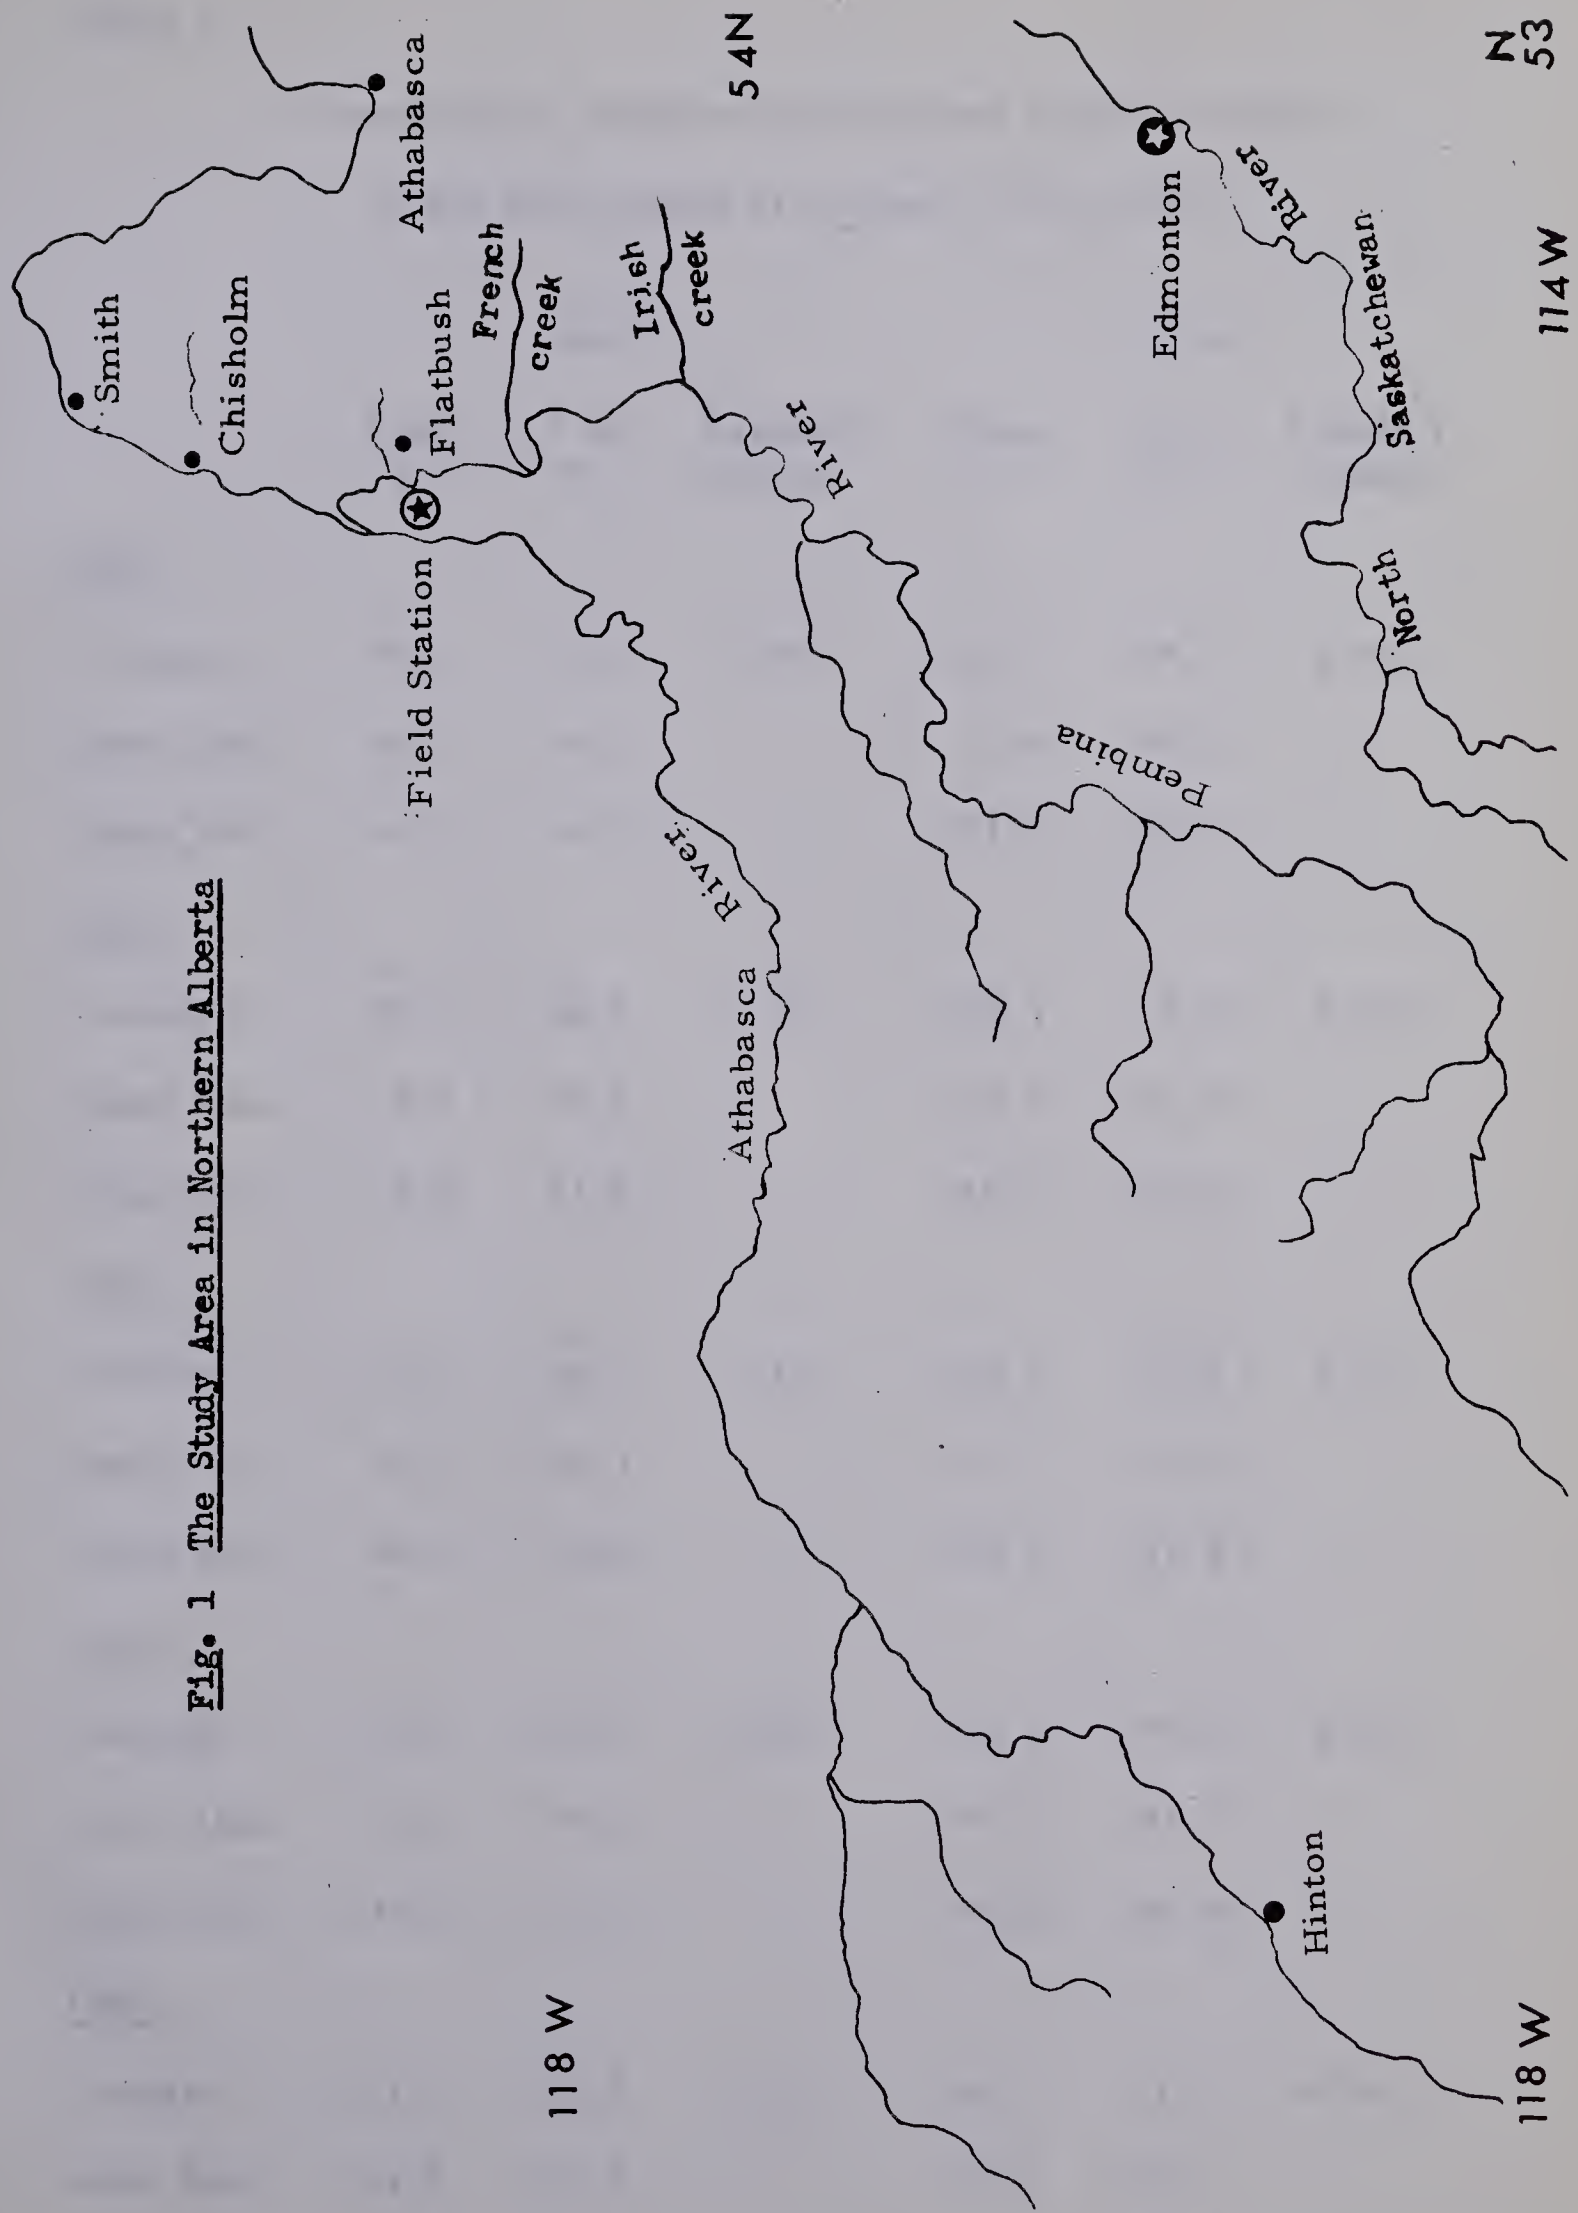 Fig. 1 The Study Area in Northern Alberta
Smith
Chisholm
Athabasca
Flatbush
French
creek
Irish
creek
Field Station
River
Athabasca
River
Pembina
54N
Edmonton
River
Saskatchewan
North
N
53
114 W
118 W
Hinton
118 W